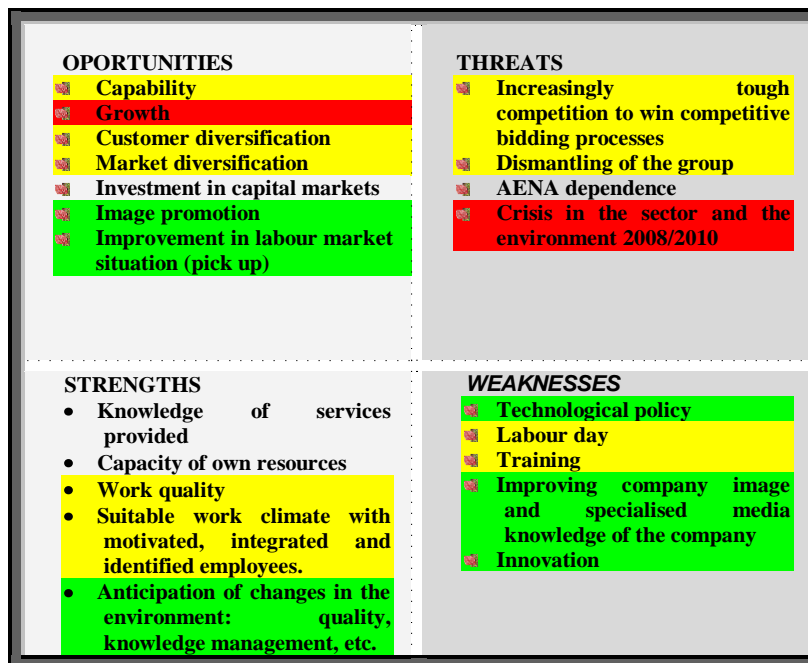 OPORTUNITIES
Capability
Growth
Customer diversification
Market diversification
Investment in capital markets
Image promotion
Improvement in labour market
situation (pick up)
THREATS
Increasingly tough
competition to win competitive
bidding processes
Dismantling of the group
AENA dependence
Crisis in the sector and the
environment 2008/2010
STRENGTHS
• Knowledge of services
provided
• Capacity of own resources
• Work quality
• Suitable work climate with
motivated, integrated and
identified employees.
• Anticipation of changes in the
environment: quality,
knowledge management, etc.
WEAKNESSES
Technological policy
Labour day
Training
Improving company image
and specialised media
knowledge of the company
Innovation